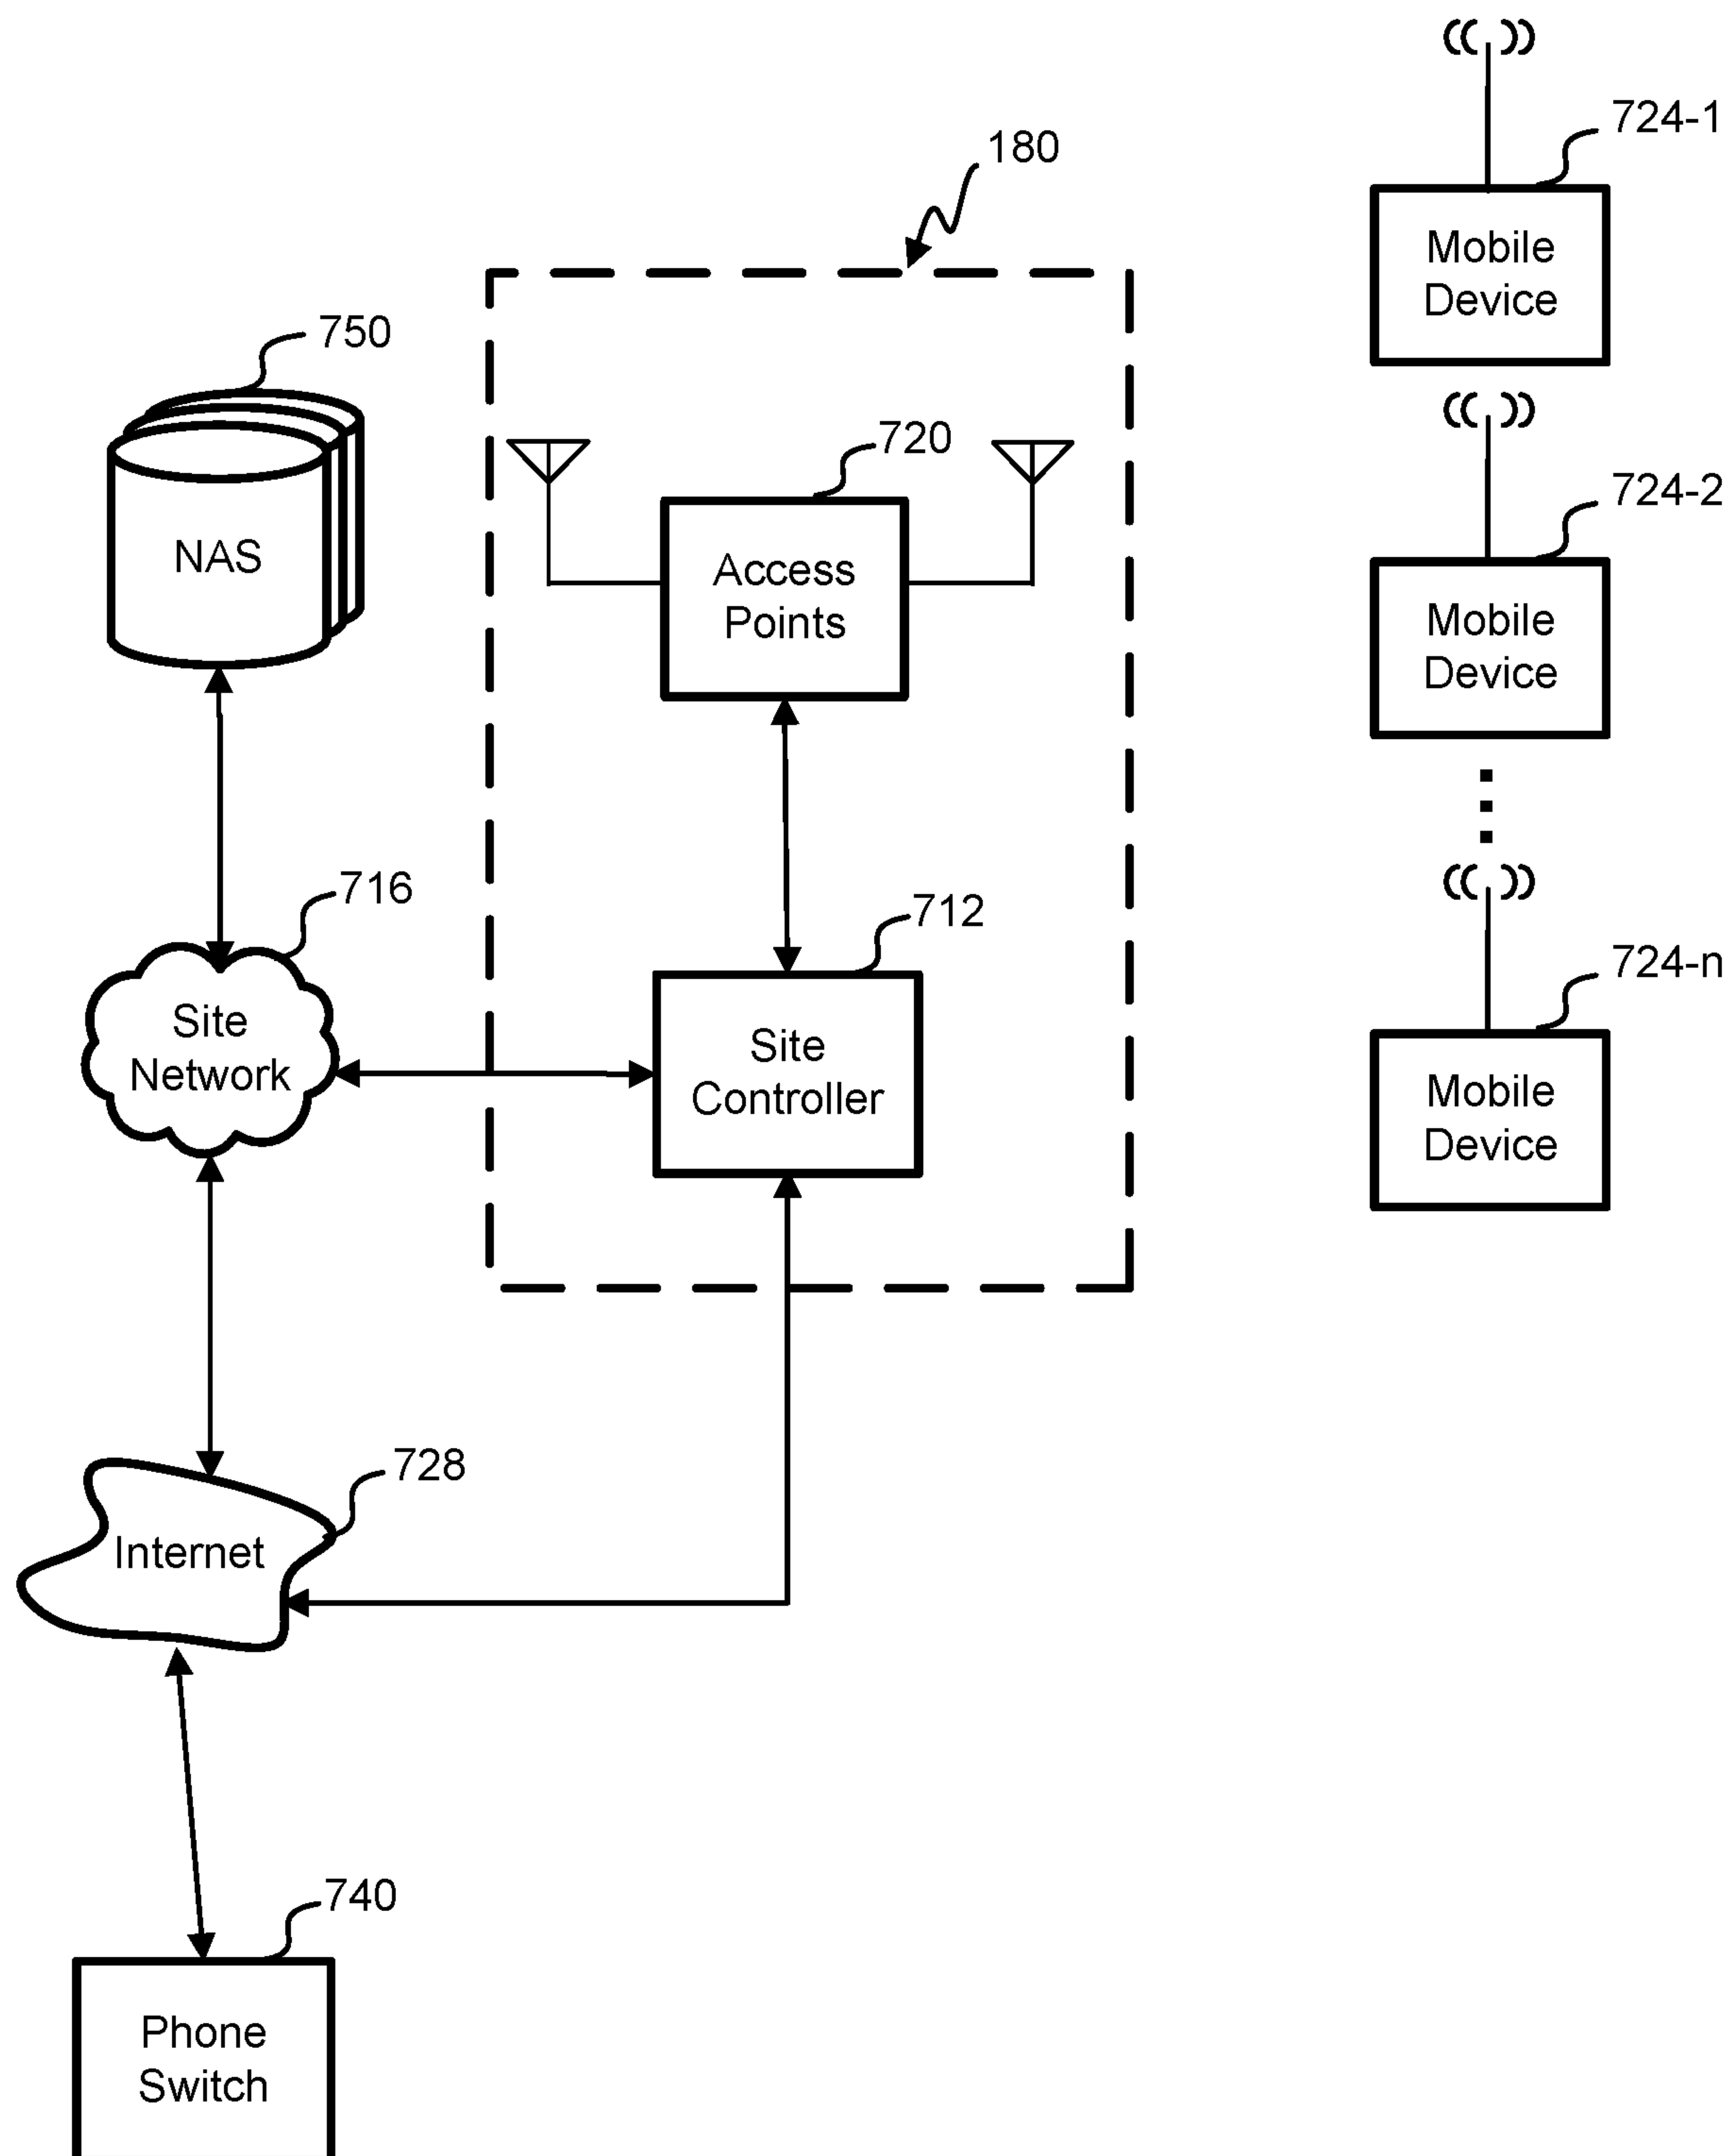 724-1
180
Mobile
Device
750
720
724-2
NAS
Access
Points
Mobile
Device
716
712
724-n
Site
Network
Site
Controller
Mobile
Device
728
Internet
740
Phone
Switch